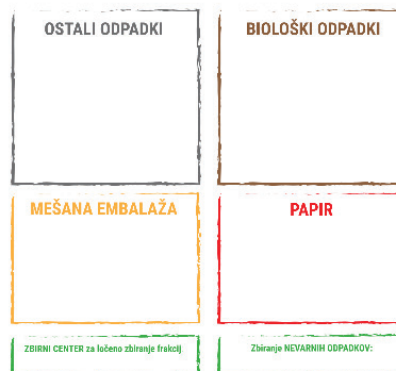 OSTALI ODPADKI
BIOLOŠKI ODPADKI
MEŠANA EMBALAŽA
PAPIR
ZBIRNI CENTER za ločeno zbiranje frakcij
Zbiranje NEVARNIH ODPADKOV: